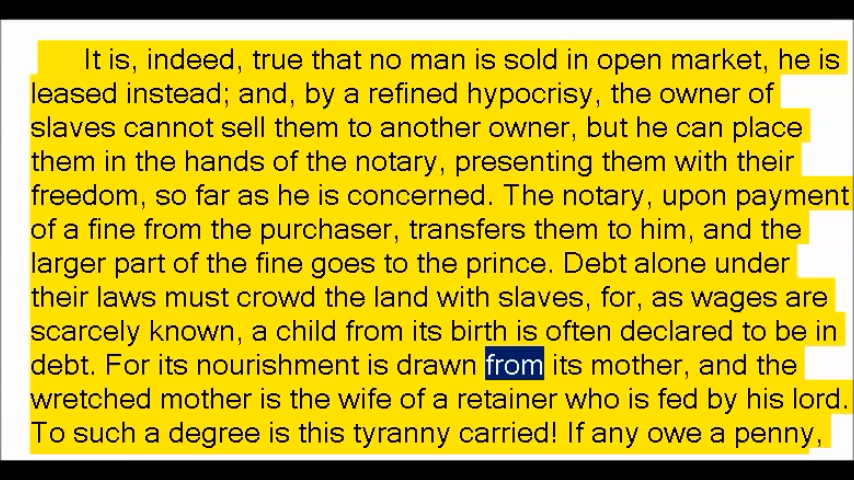 It is, indeed, true that no man is sold in open market, he is
leased instead; and, by a refined hypocrisy, the owner of
slaves cannot sell them to another owner, but he can place
them in the hands of the notary, presenting them with their
freedom, so far as he is concerned. The notary, upon payment
of a fine from the purchaser, transfers them to him, and the
larger part of the fine goes to the prince. Debt alone under
their laws must crowd the land with slaves, for, as wages are
scarcely known, a child from its birth is often declared to be in
debt. For its nourishment is drawn from its mother, and the
wretched mother is the wife of a retainer who is fed by his lord.
To such a degree is this tyranny carried! If any owe a penny,